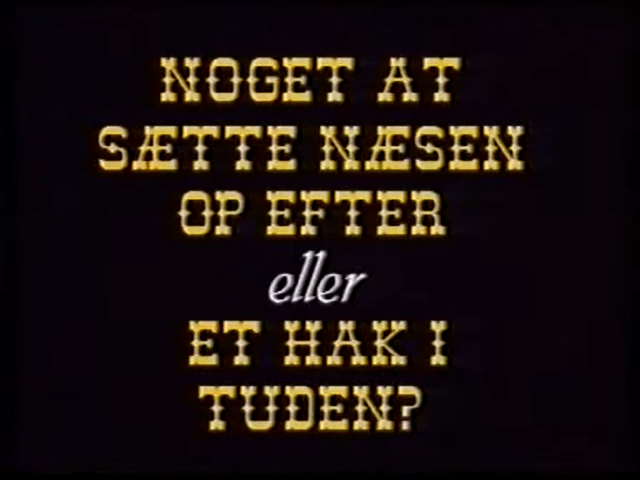 NOGET AT
SÆTTE NÆSEN
OP EFTER
eller
ET HAK I
TUDEN?